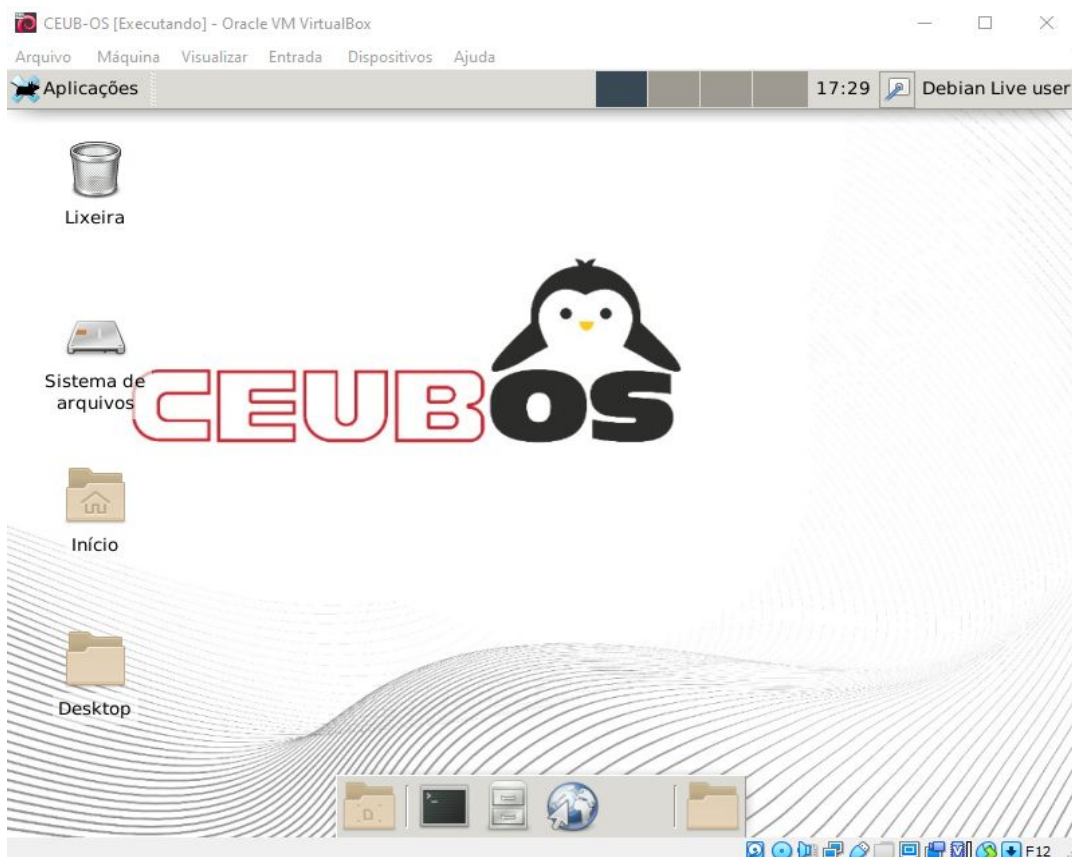 CEUB-OS [Executando] - Oracle VM VirtualBox
Arquivo Máquina Visualizar Entrada Dispositivos Ajuda
Aplicações 17:29 Debian Live user
Lixeira
Sistema de
arquivos
CEUBOS
Início
Desktop
F12